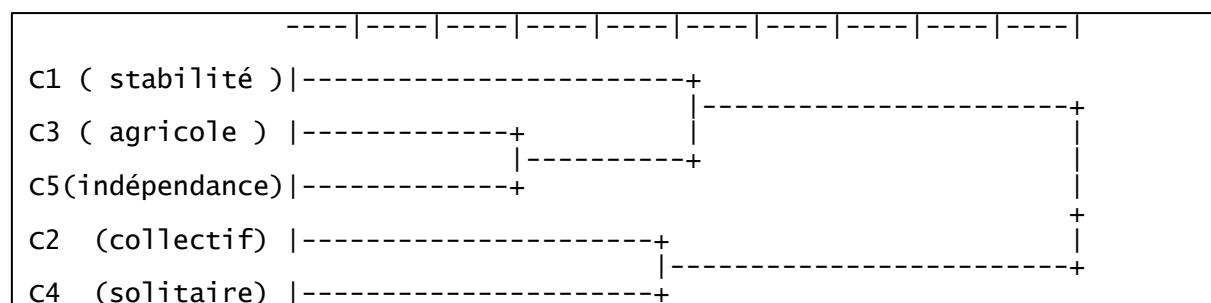 ----|----|----|----|----|----|----|----|----|----|
C1 ( stabilité )|------------------------+
|-----------------------+
C3 ( agricole ) |-------------+ | |
|----------+ |
C5(indépendance)|-------------+ |
+
C2 (collectif) |----------------------+ |
|-------------------------+
C4 (solitaire) |----------------------+